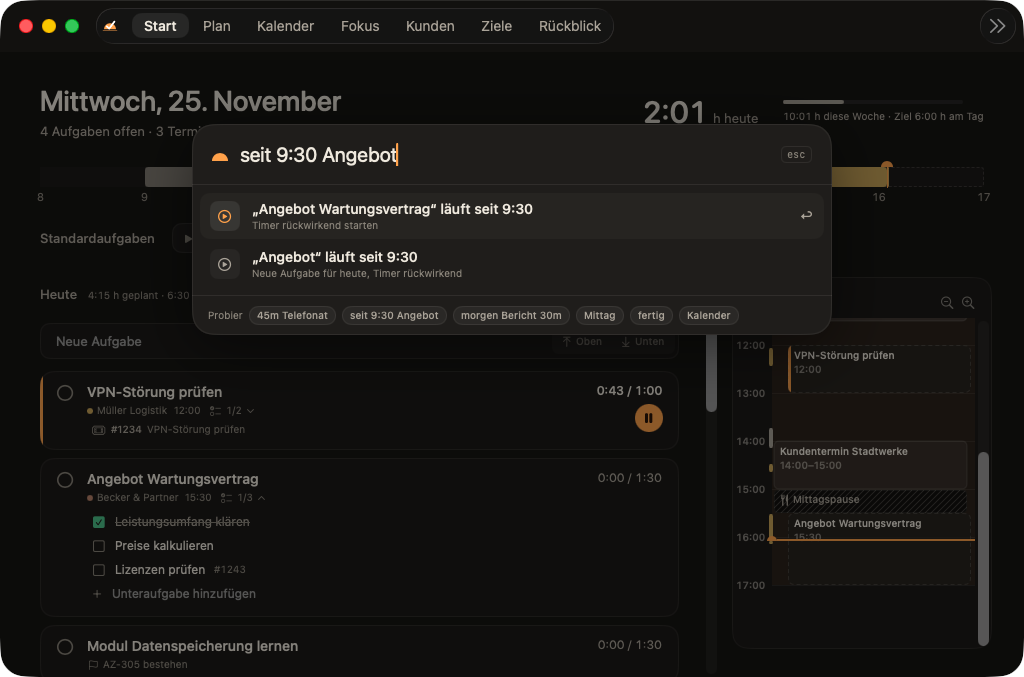 Start
Plan
Kalender
Fokus
Kunden
Ziele
Rückblick
Mittwoch, 25. November
4 Aufgaben offen · 3
2:01 h heute
10:01 h diese Woche · Ziel 6:00 h am Tag
seit 9:30 Angebot
esc
„Angebot Wartungsvertrag“ läuft seit 9:30
Timer rückwirkend starten
„Angebot“ läuft seit 9:30
Neue Aufgabe für heute, Timer rückwirkend
Probier
45m Telefonat
seit 9:30 Angebot
morgen Bericht 30m
Mittag
fertig
Kalender
8
9
16
17
Standardaufgaben
Heute
4:15 h geplant · 6:30
Neue Aufgabe
Oben
Unten
VPN-Störung prüfen
0:43 / 1:00
Müller Logistik 12:00 1/2
#1234 VPN-Störung prüfen
Angebot Wartungsvertrag
0:00 / 1:30
Becker & Partner 15:30 1/3
Leistungsumfang klären
Preise kalkulieren
Lizenzen prüfen #1243
+ Unteraufgabe hinzufügen
Modul Datenspeicherung lernen
0:00 / 1:30
AZ-305 bestehen
12:00
VPN-Störung prüfen
12:00
13:00
14:00
Kundentermin Stadtwerke
14:00–15:00
15:00
Mittagspause
Angebot Wartungsvertrag
15:30
16:00
17:00